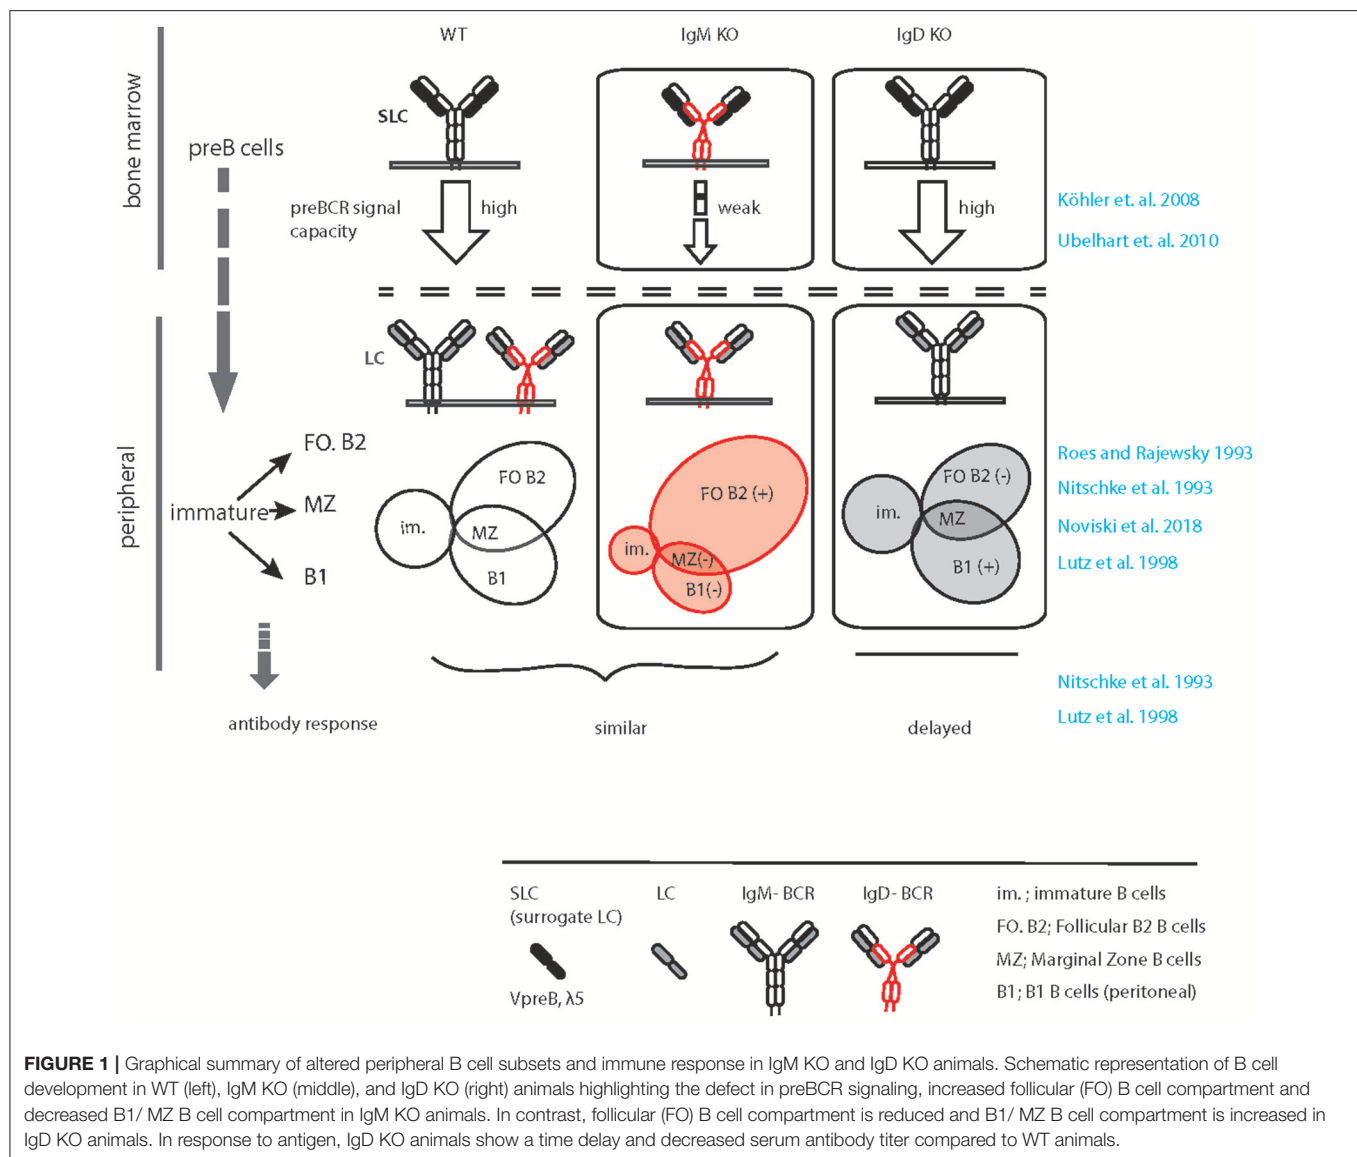 WT
IgM KO
IgD KO
bone marrow
preB cells
SLC
preBCR signal
capacity
high
weak
high
Köhler et. al. 2008
Ubelhart et. al. 2010
peripheral
LC
FO. B2
immature
MZ
B1
im.
FO B2
MZ
B1
im.
FO B2 (+)
MZ(-)
B1(-)
im.
FO B2 (-)
MZ
B1 (+)
Roes and Rajewsky 1993
Nitschke et al. 1993
Noviski et al. 2018
Lutz et al. 1998
antibody response
similar
delayed
Nitschke et al. 1993
Lutz et al. 1998
SLC
(surrogate LC)
VpreB, λ5
LC
IgM- BCR
IgD- BCR
im. ; immature B cells
FO. B2; Follicular B2 B cells
MZ; Marginal Zone B cells
B1; B1 B cells (peritoneal)
FIGURE 1 | Graphical summary of altered peripheral B cell subsets and immune response in IgM KO and IgD KO animals. Schematic representation of B cell
development in WT (left), IgM KO (middle), and IgD KO (right) animals highlighting the defect in preBCR signaling, increased follicular (FO) B cell compartment and
decreased B1/ MZ B cell compartment in IgM KO animals. In contrast, follicular (FO) B cell compartment is reduced and B1/ MZ B cell compartment is increased in
IgD KO animals. In response to antigen, IgD KO animals show a time delay and decreased serum antibody titer compared to WT animals.